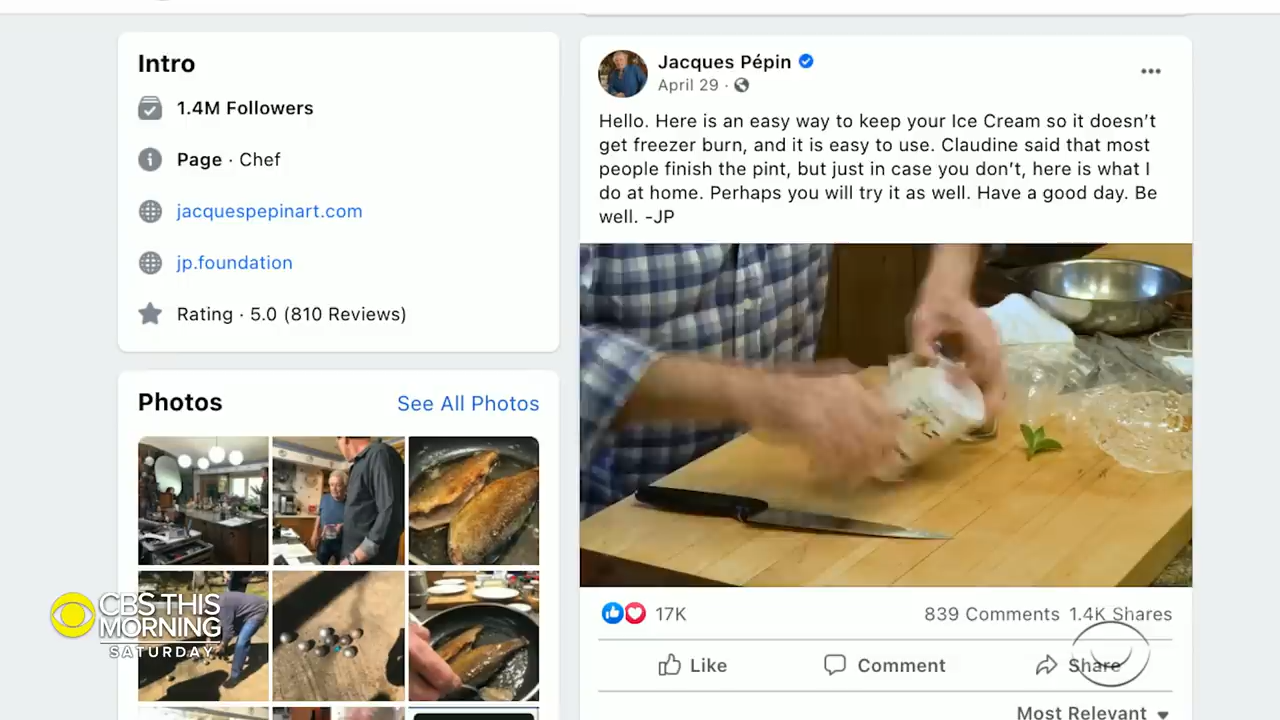 Intro
1.4M Followers
Page · Chef
jacquespepinart.com
jp.foundation
Rating · 5.0 (810 Reviews)
Photos
See All Photos
CBS THIS
MORNING
SATURDAY
Jacques Pépin
April 29 ·
Hello. Here is an easy way to keep your Ice Cream so it doesn't
get freezer burn, and it is easy to use. Claudine said that most
people finish the pint, but just in case you don't, here is what I
do at home. Perhaps you will try it as well. Have a good day. Be
well. -JP
17K
839 Comments 1.4K Shares
Like
Comment
Share
Most Relevant